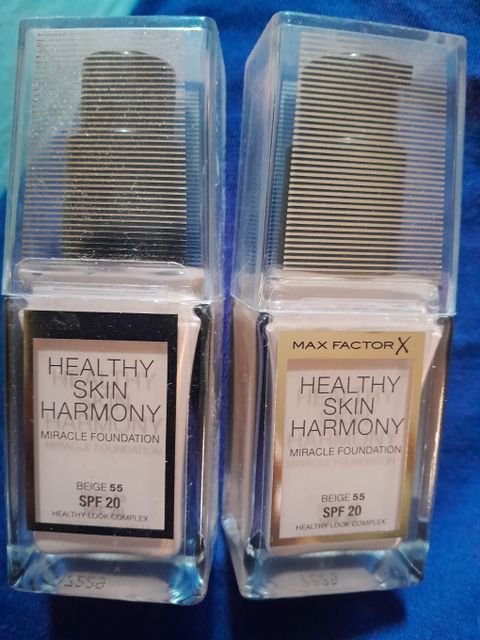 HEALTHY
SKIN
HARMONY
MIRACLE FOUNDATION
BEIGE 55
SPF 20
HEALTHY LOOK COMPLEX
MAX FACTOR X
HEALTHY
SKIN
HARMONY
MIRACLE FOUNDATION
BEIGE 55
SPF 20
HEALTHY LOOK COMPLEX